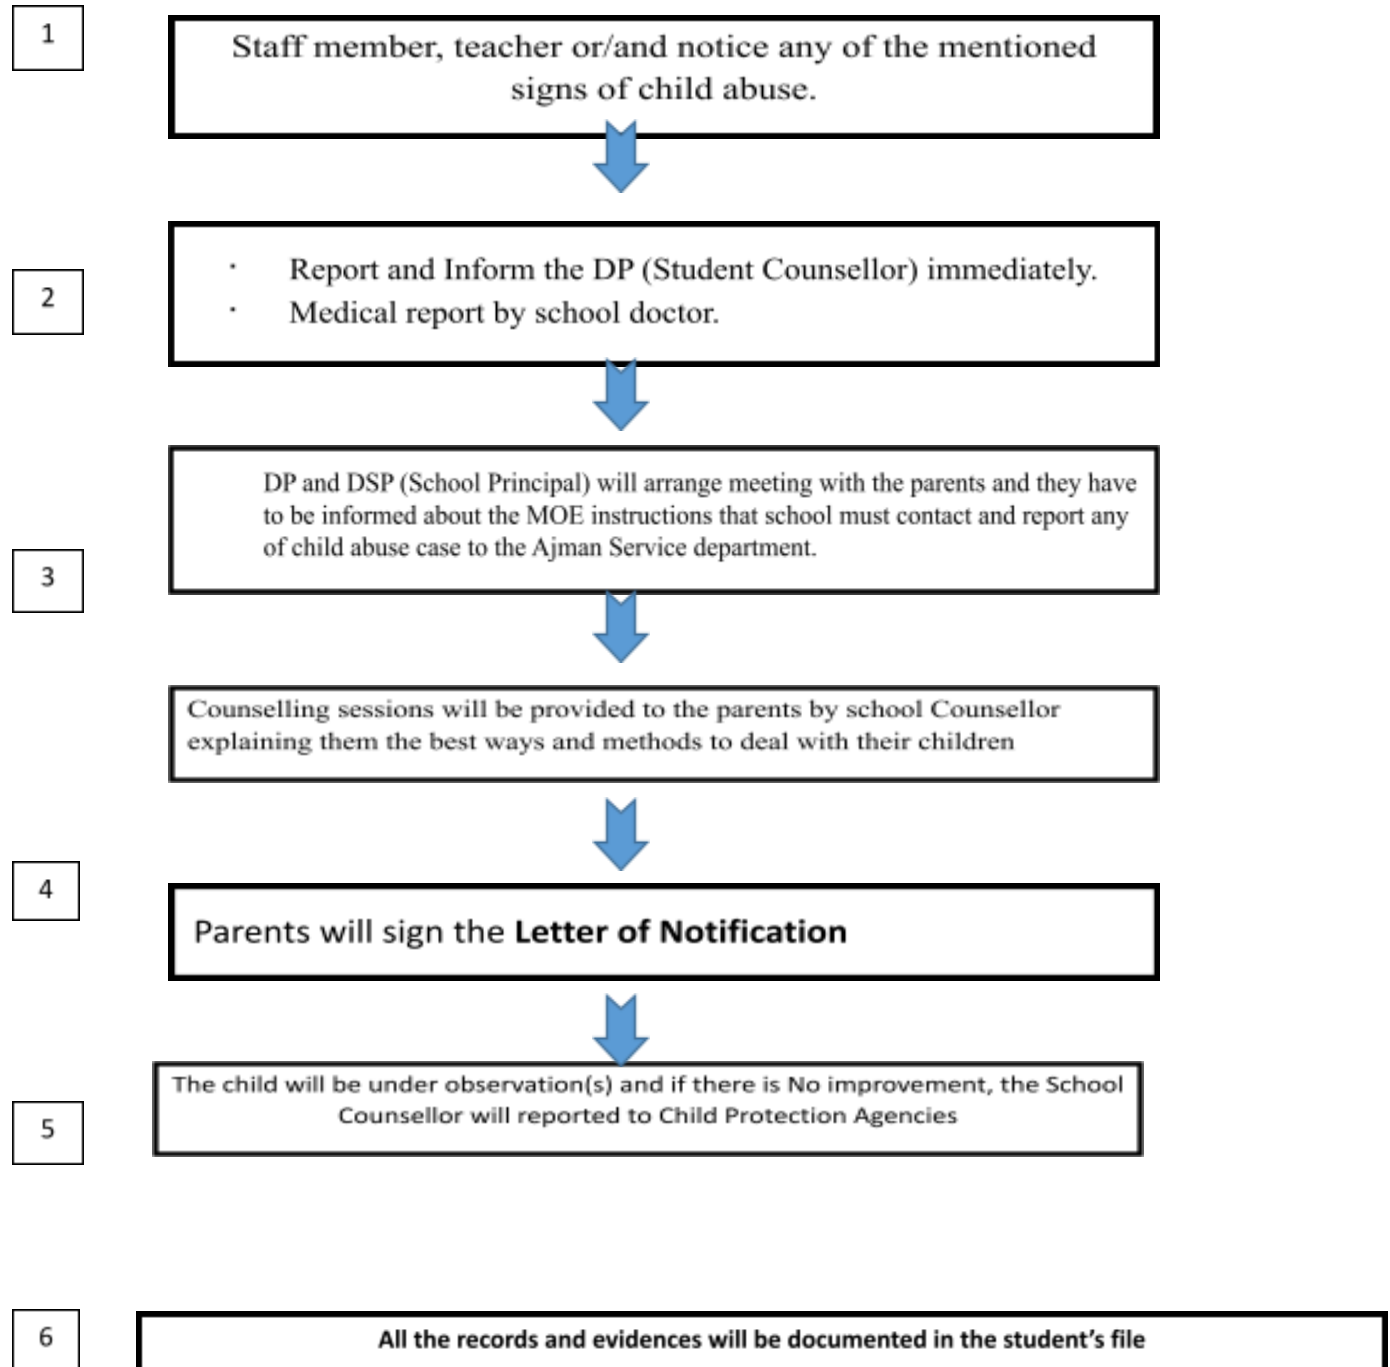 1
Staff member, teacher or/and notice any of the mentioned
signs of child abuse.
2
· Report and Inform the DP (Student Counsellor) immediately.
· Medical report by school doctor.
DP and DSP (School Principal) will arrange meeting with the parents and they have
to be informed about the MOE instructions that school must contact and report any
of child abuse case to the Ajman Service department.
3
Counselling sessions will be provided to the parents by school Counsellor
explaining them the best ways and methods to deal with their children
4
Parents will sign the Letter of Notification
The child will be under observation(s) and if there is No improvement, the School
Counsellor will reported to Child Protection Agencies
5
6
All the records and evidences will be documented in the student's file